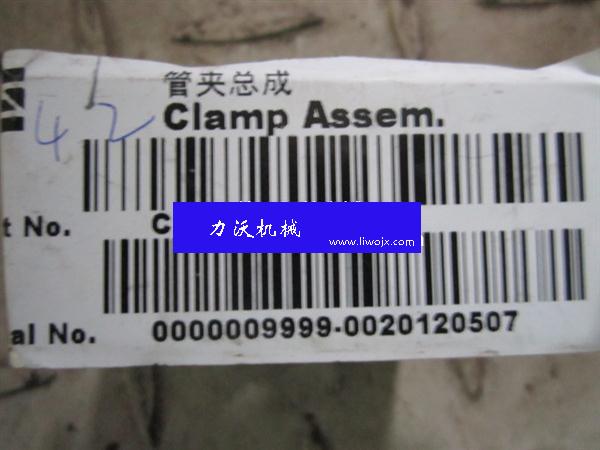 管夹总成
42 Clamp Assem.
t No. C
力沃机械
www.liwojx.com
al No. 0000009999-0020120507